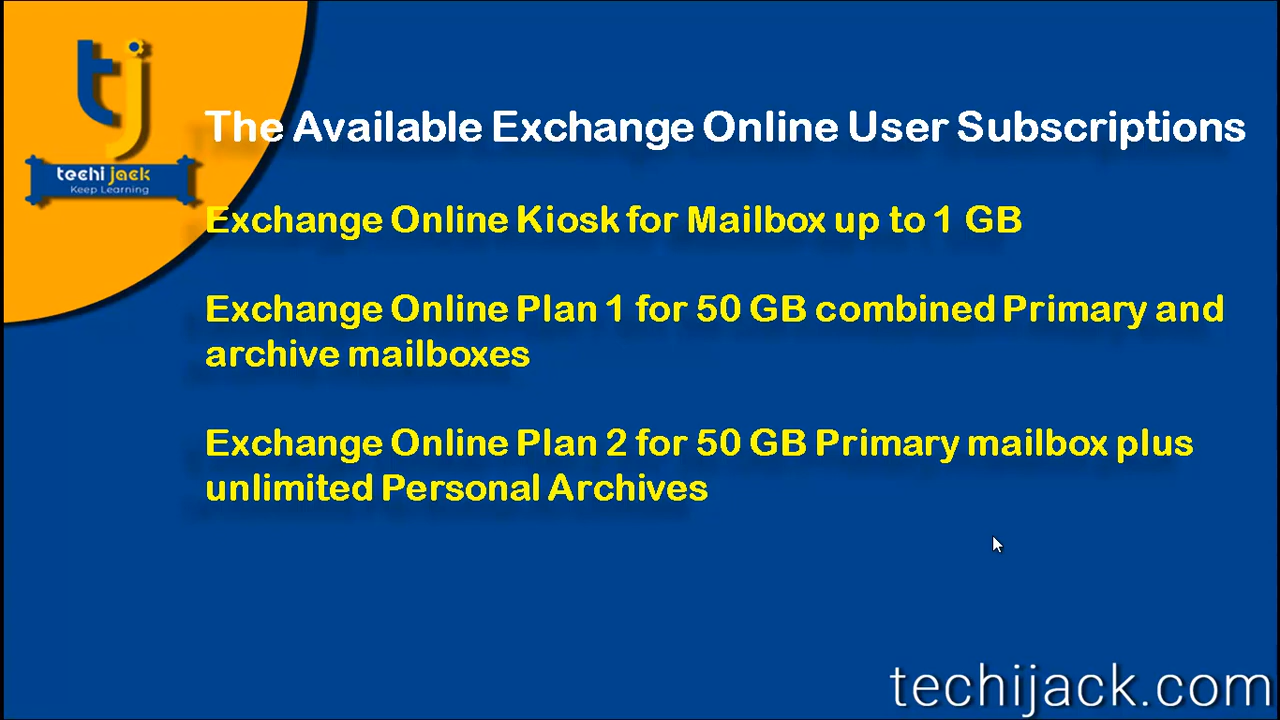 tj
techi jack
Keep Learning
The Available Exchange Online User Subscriptions
Exchange Online Kiosk for Mailbox up to 1 GB
Exchange Online Plan 1 for 50 GB combined Primary and
archive mailboxes
Exchange Online Plan 2 for 50 GB Primary mailbox plus
unlimited Personal Archives
techijack.com